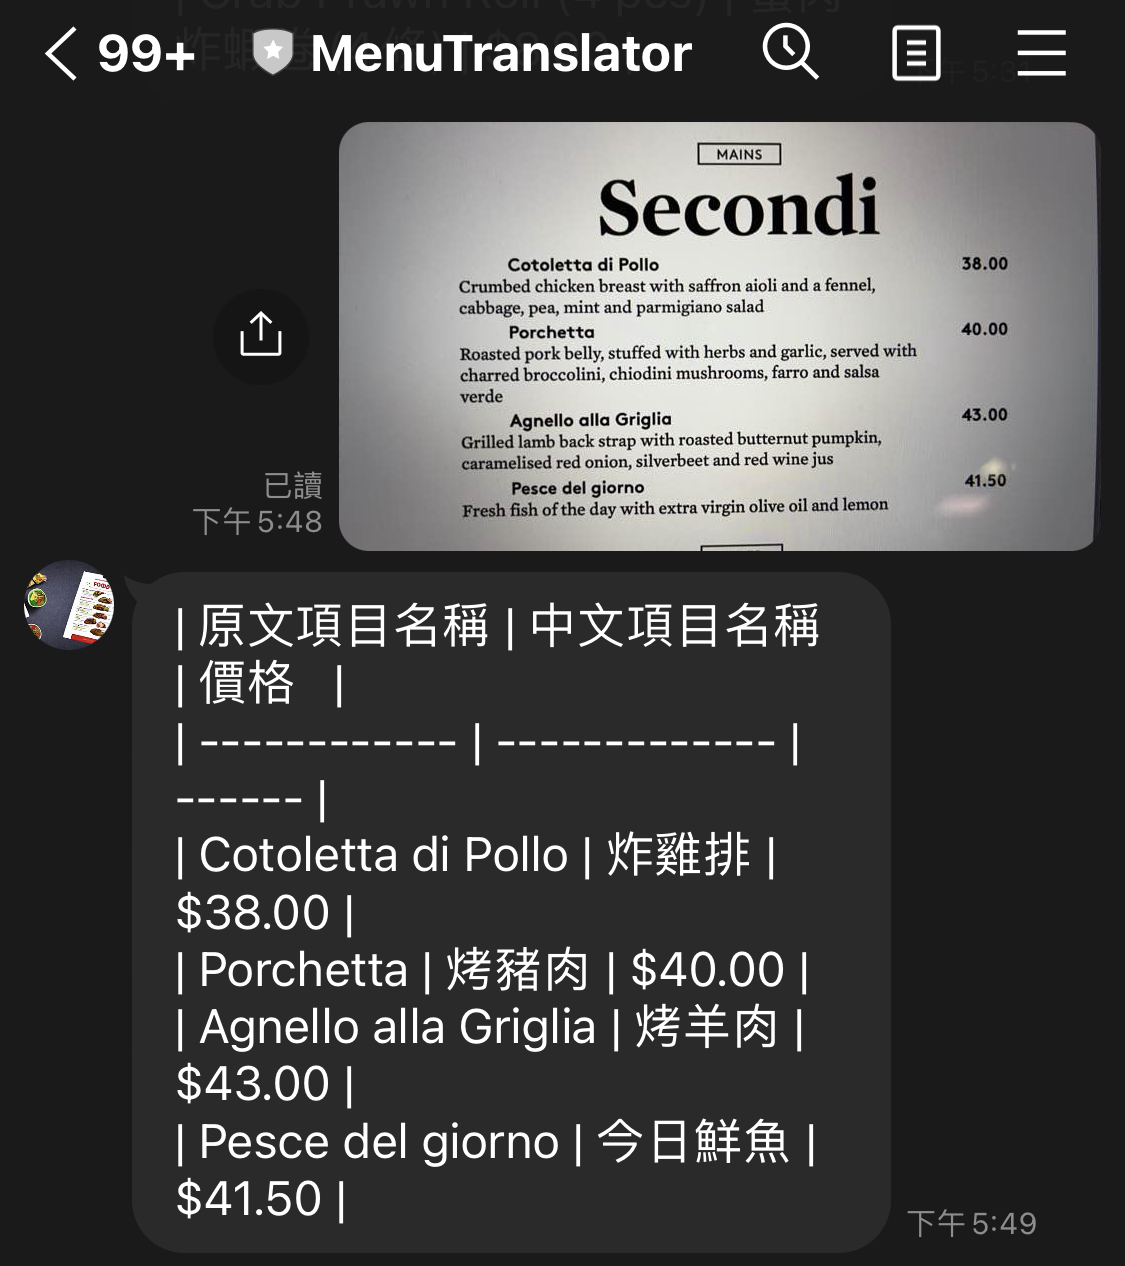 99+ MenuTranslator
MAINS
Secondi
Cotoletta di Pollo 38.00
Crumbed chicken breast with saffron aioli and a fennel,
cabbage, pea, mint and parmigiano salad
Porchetta 40.00
Roasted pork belly, stuffed with herbs and garlic, served with
charred broccolini, chiodini mushrooms, farro and salsa
verde
Agnello alla Griglia 43.00
Grilled lamb back strap with roasted butternut pumpkin,
caramelised red onion, silverbeet and red wine jus
Pesce del giorno 41.50
Fresh fish of the day with extra virgin olive oil and lemon
已讀
下午 5:48
| 原文項目名稱 | 中文項目名稱
| 價格 |
| ------------ | ------------- |
------ |
| Cotoletta di Pollo | 炸雞排 |
$38.00 |
| Porchetta | 烤豬肉 | $40.00 |
| Agnello alla Griglia | 烤羊肉 |
$43.00 |
| Pesce del giorno | 今日鮮魚 |
$41.50 |
下午 5:49